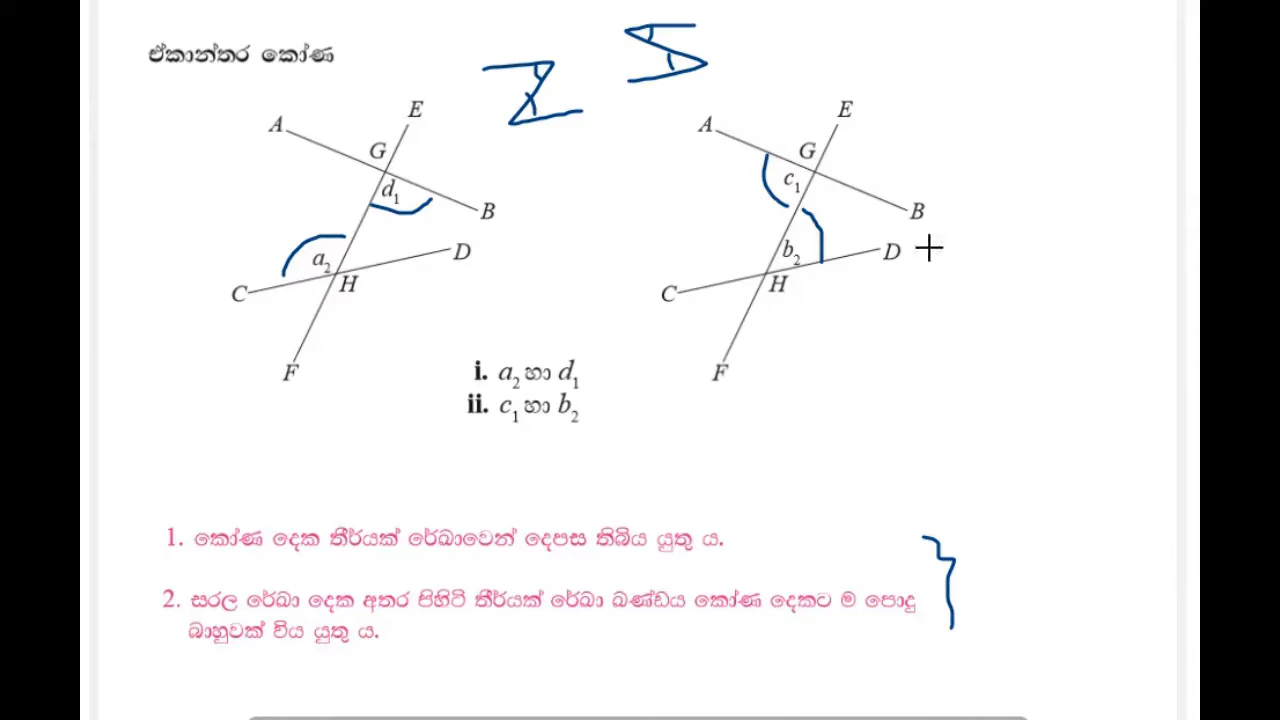 ඒකාන්තර කෝණ
Z S
A E G d₁ B a₂ D C H F
A E G c₁ B b₂ D C H F
i. a₂ හා d₁
ii. c₁ හා b₂
1. කෝණ දෙක තීර්යක් රේඛාවෙන් දෙපස තිබිය යුතු ය.
2. සරල රේඛා දෙක අතර පිහිටි තීර්යක් රේඛා ඛණ්ඩය කෝණ දෙකට ම පොදු
බාහුවක් විය යුතු ය.